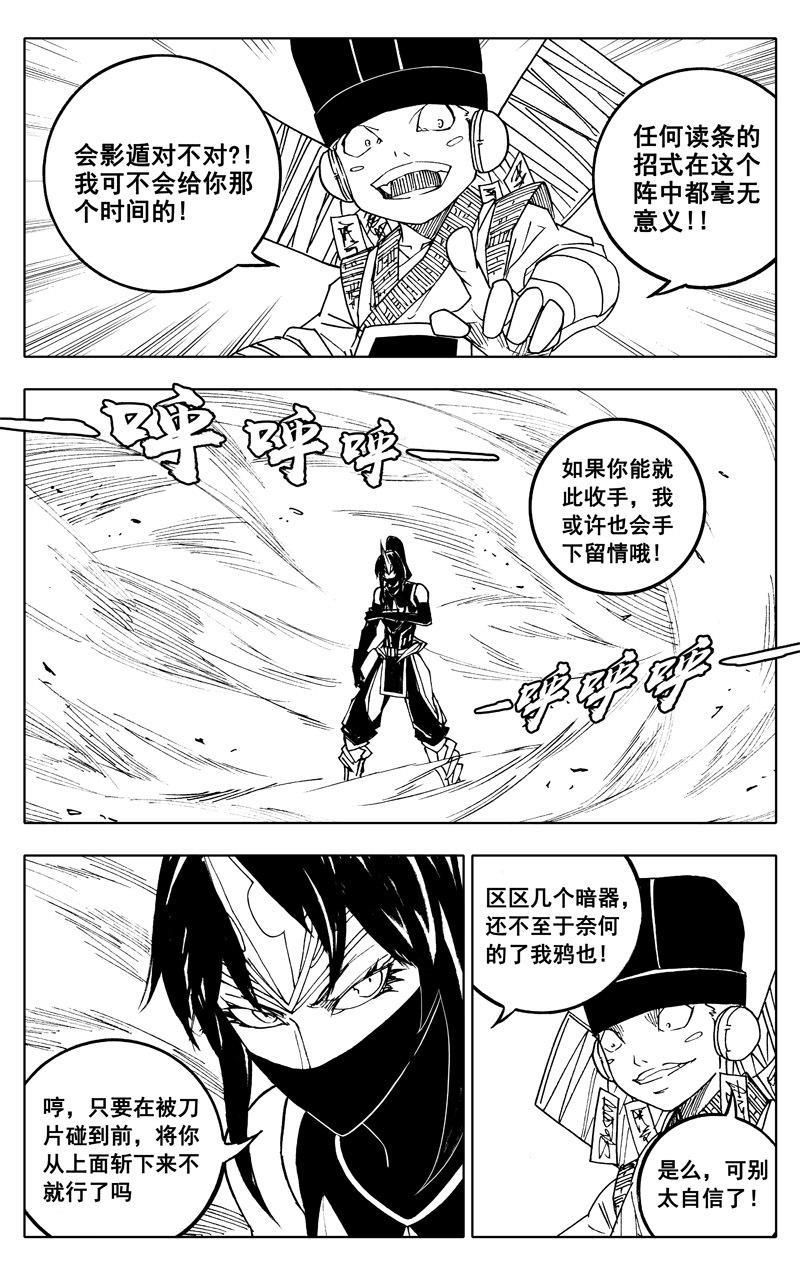 会影遁对不对?!
我可不会给你那
个时间的!
任何读条的
招式在这个
阵中都毫无
意义!!
呼呼呼
如果你能就
此收手，我
或许也会手
下留情哦!
呼呼呼
哼，只要在被刀
片碰到前，将你
从上面斩下来不
就行了吗
区区几个暗器，
还不至于奈何
的了我鸦也!
是么，可别
太自信了!